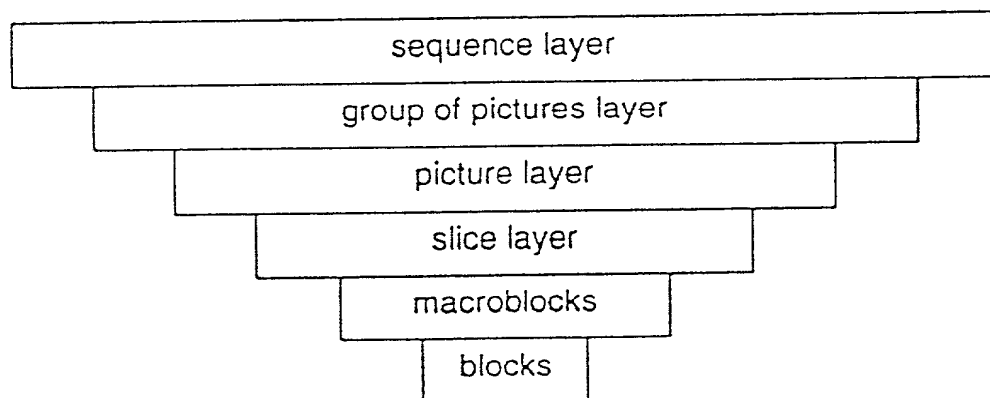 sequence layer
group of pictures layer
picture layer
slice layer
macroblocks
blocks